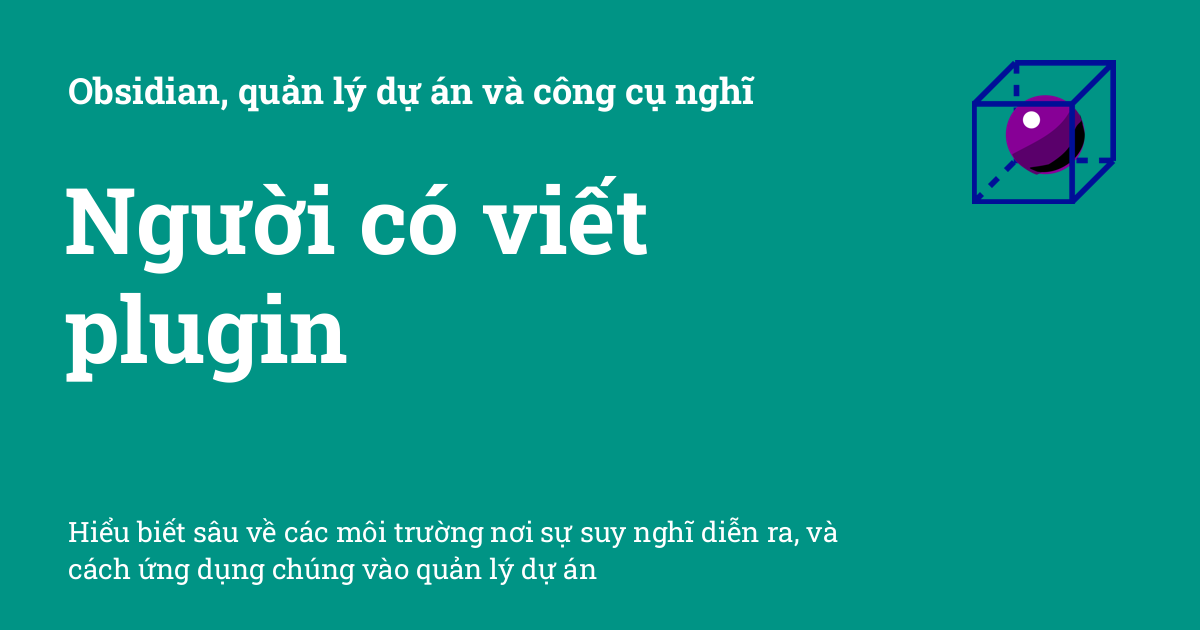 Obsidian, quản lý dự án và công cụ nghĩ
Người có viết
plugin
Hiểu biết sâu về các môi trường nơi sự suy nghĩ diễn ra, và
cách ứng dụng chúng vào quản lý dự án